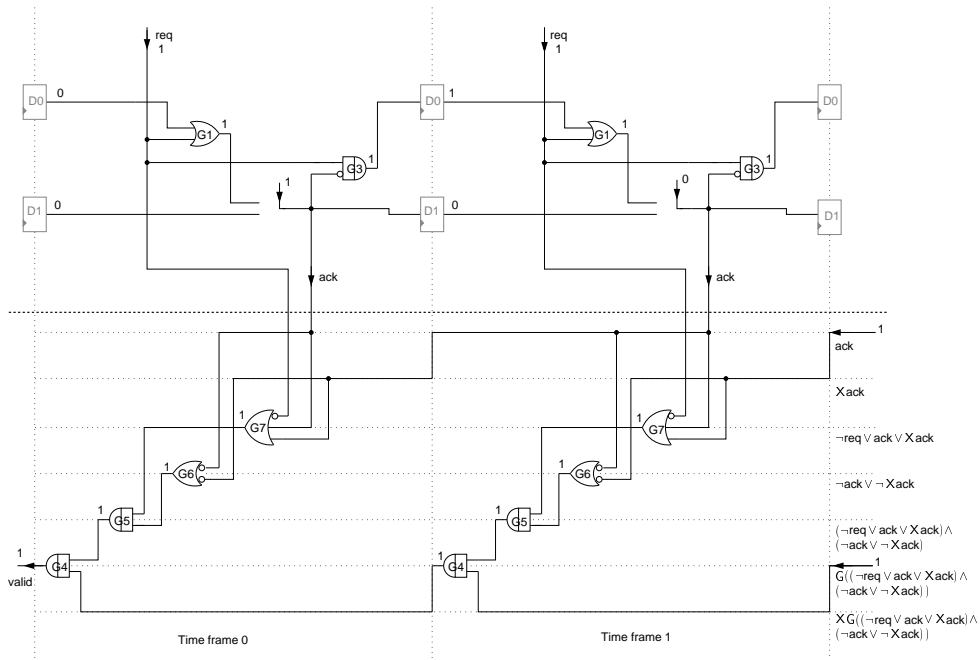 req
1
req
1
D0
0
D0
1
D0
G1
1
G1
1
G3
1
G3
1
1
0
D1
0
D1
0
D1
ack
ack
1
ack
Xack
1
G7
1
G7
¬req∨ack∨Xack
1
G6
1
G6
¬ack∨¬Xack
1
G5
1
G5
(¬req∨ack∨Xack)∧
(¬ack∨¬Xack)
1
valid
G4
1
G4
1
G((¬req∨ack∨Xack)∧
(¬ack∨¬Xack))
XG((¬req∨ack∨Xack)∧
(¬ack∨¬Xack))
Time frame 0
Time frame 1